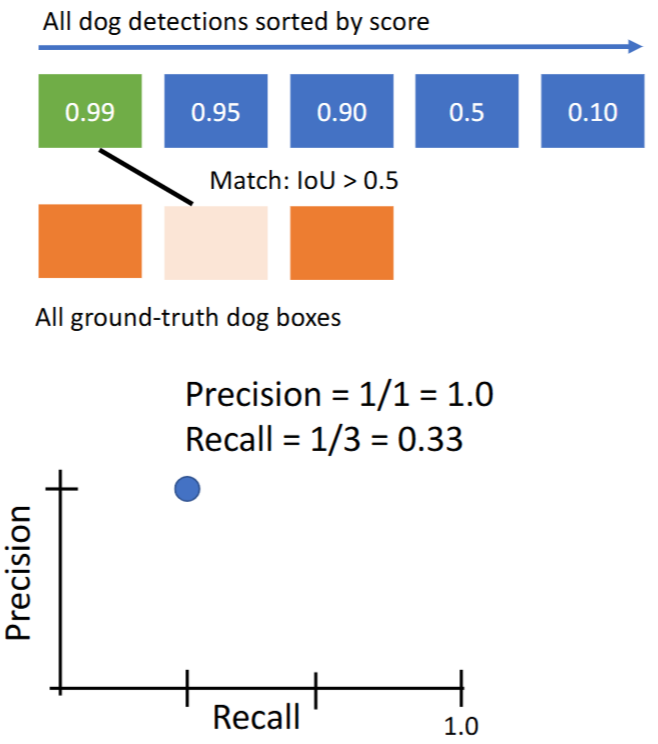 All dog detections sorted by score
0.99 0.95 0.90 0.5 0.10
Match: IoU > 0.5
All ground-truth dog boxes
Precision = 1/1 = 1.0
Recall = 1/3 = 0.33
Precision
Recall
1.0